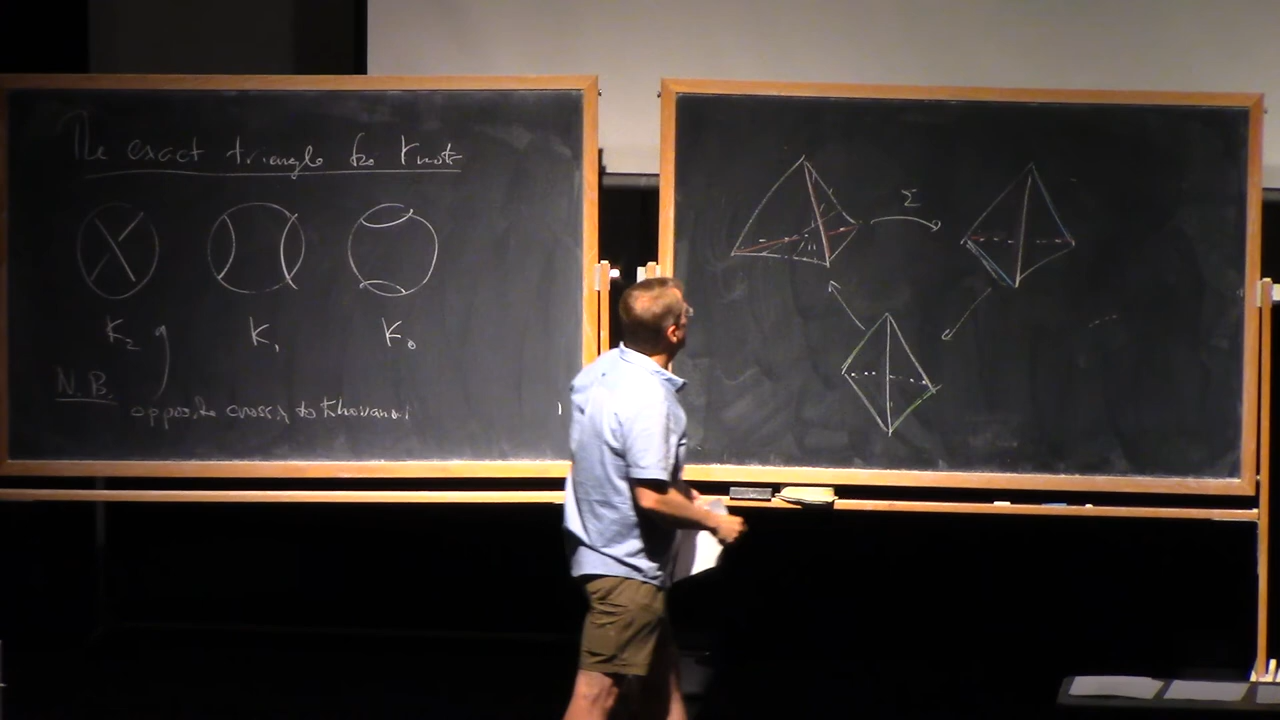 The exact triangle for knots
K₂ K₁ K₀
N.B.
opposite crossing to Khovanov
Σ